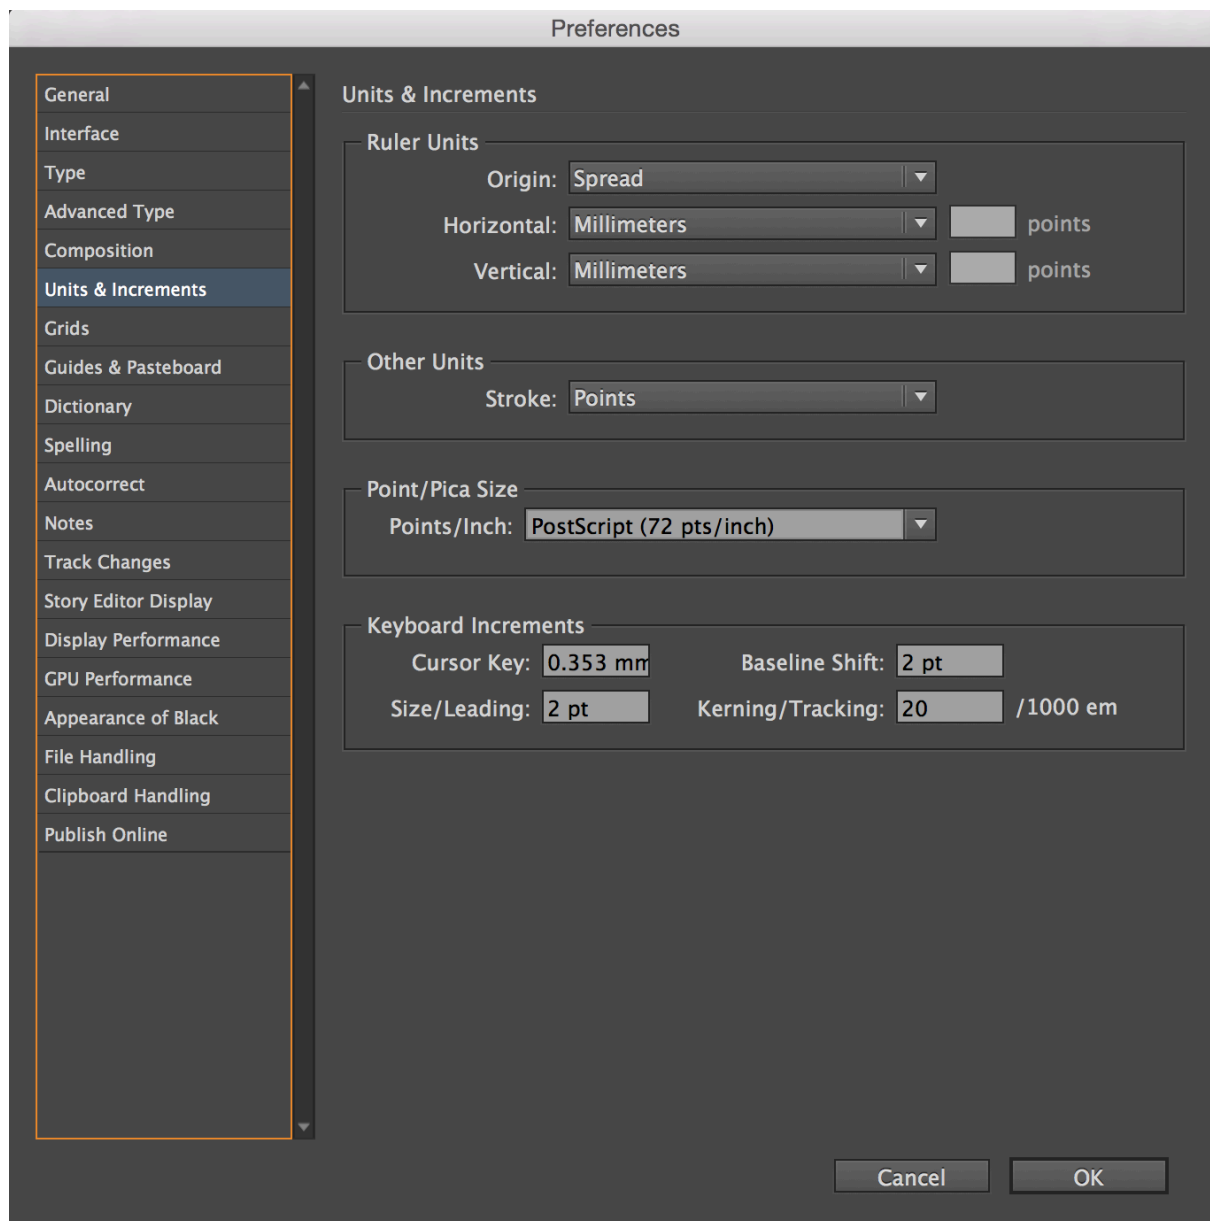 Preferences
General
Interface
Type
Advanced Type
Composition
Units & Increments
Grids
Guides & Pasteboard
Dictionary
Spelling
Autocorrect
Notes
Track Changes
Story Editor Display
Display Performance
GPU Performance
Appearance of Black
File Handling
Clipboard Handling
Publish Online
Units & Increments
Ruler Units
Origin: Spread
Horizontal: Millimeters points
Vertical: Millimeters points
Other Units
Stroke: Points
Point/Pica Size
Points/Inch: PostScript (72 pts/inch)
Keyboard Increments
Cursor Key: 0.353 mm Baseline Shift: 2 pt
Size/Leading: 2 pt Kerning/Tracking: 20 /1000 em
Cancel OK